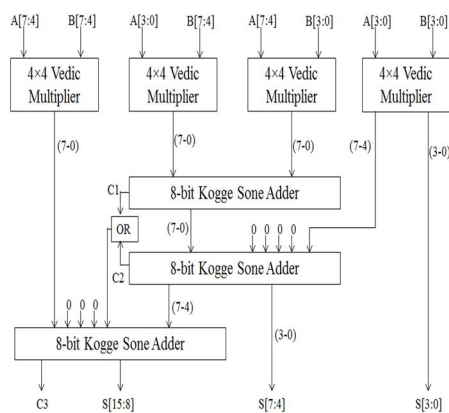 A[7:4] B[7:4] A[3:0] B[7:4] A[7:4] B[3:0] A[3:0] B[3:0]
4×4 Vedic Multiplier
4×4 Vedic Multiplier
4×4 Vedic Multiplier
4×4 Vedic Multiplier
(7-0) (7-0) (7-0) (7-4) (3-0)
C1 8-bit Kogge Sone Adder
OR (7-0) 0 0 0 0
C2 8-bit Kogge Sone Adder
0 0 0 (7-4) (3-0)
8-bit Kogge Sone Adder
C3 S[15:8] S[7:4] S[3:0]